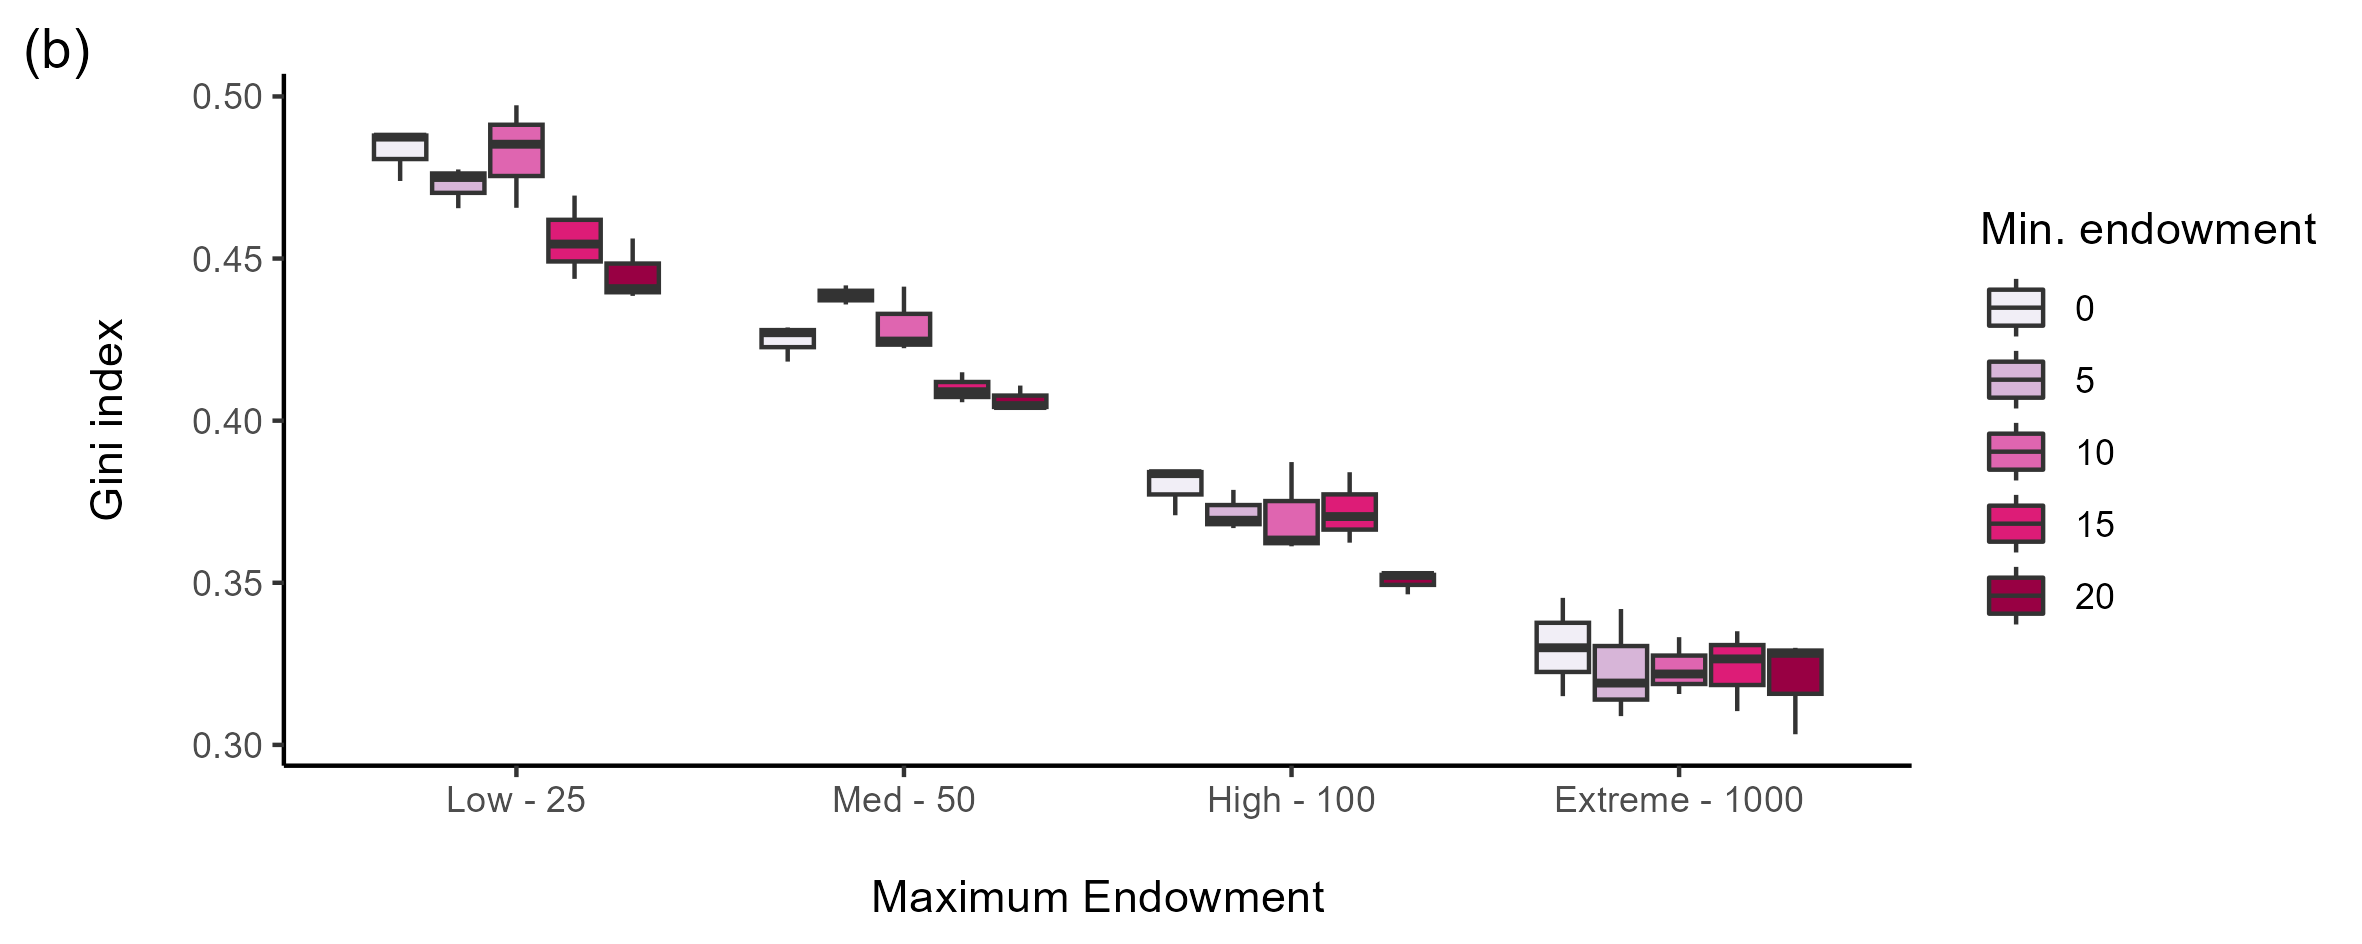 (b)
0.50
0.45
0.40
0.35
0.30
Gini index
Low - 25
Med - 50
High - 100
Extreme - 1000
Maximum Endowment
Min. endowment
0
5
10
15
20